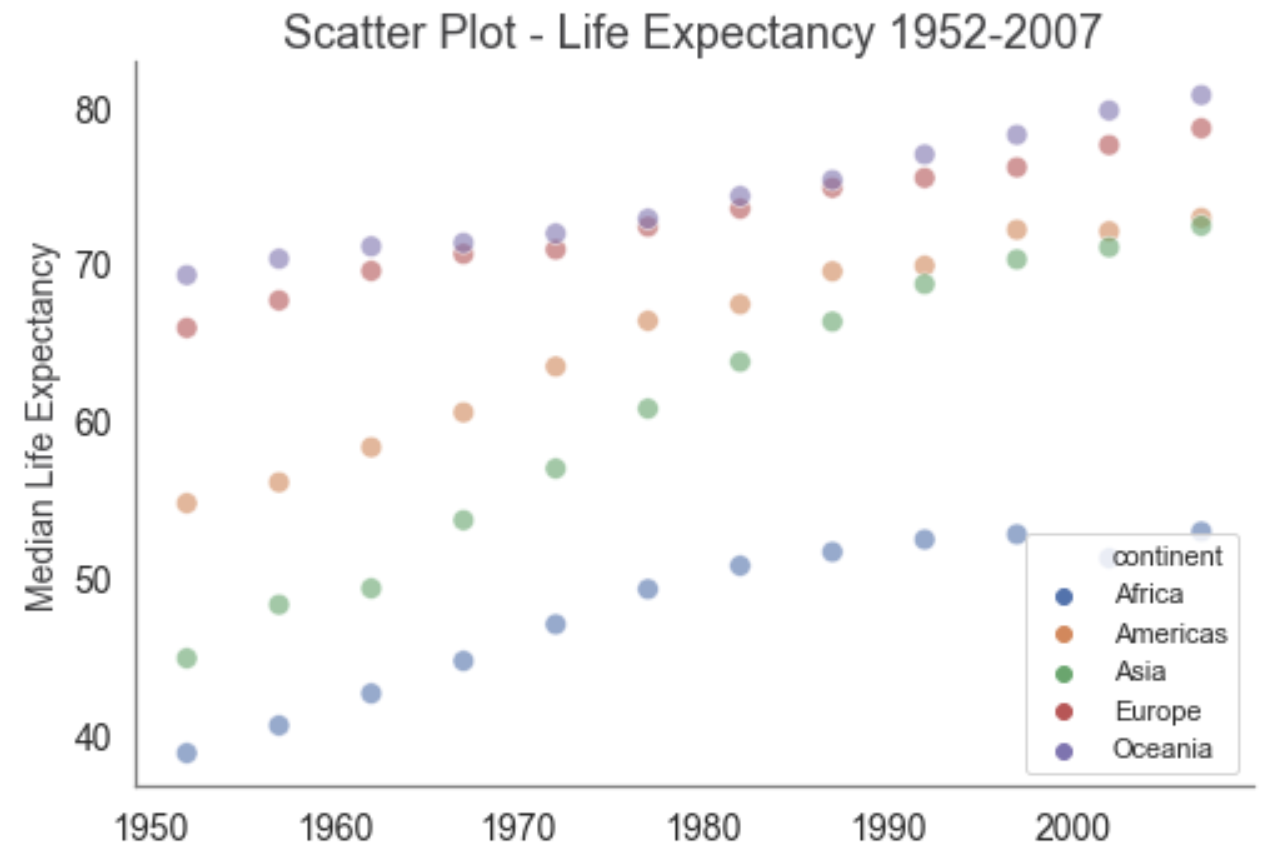 Scatter Plot - Life Expectancy 1952-2007
Median Life Expectancy
80
70
60
50
40
1950 1960 1970 1980 1990 2000
continent
Africa
Americas
Asia
Europe
Oceania